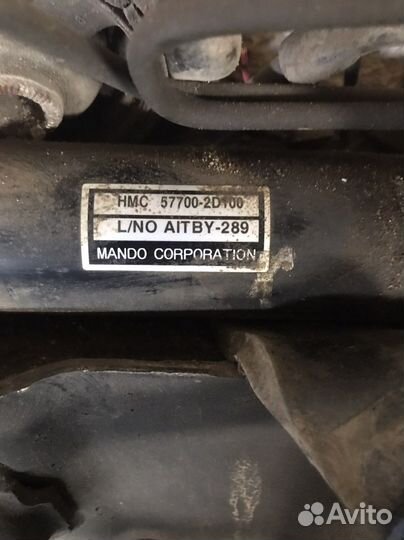 HMC 57700-2D100
L/NO AITBY-289
MANDO CORPORATION
Avito